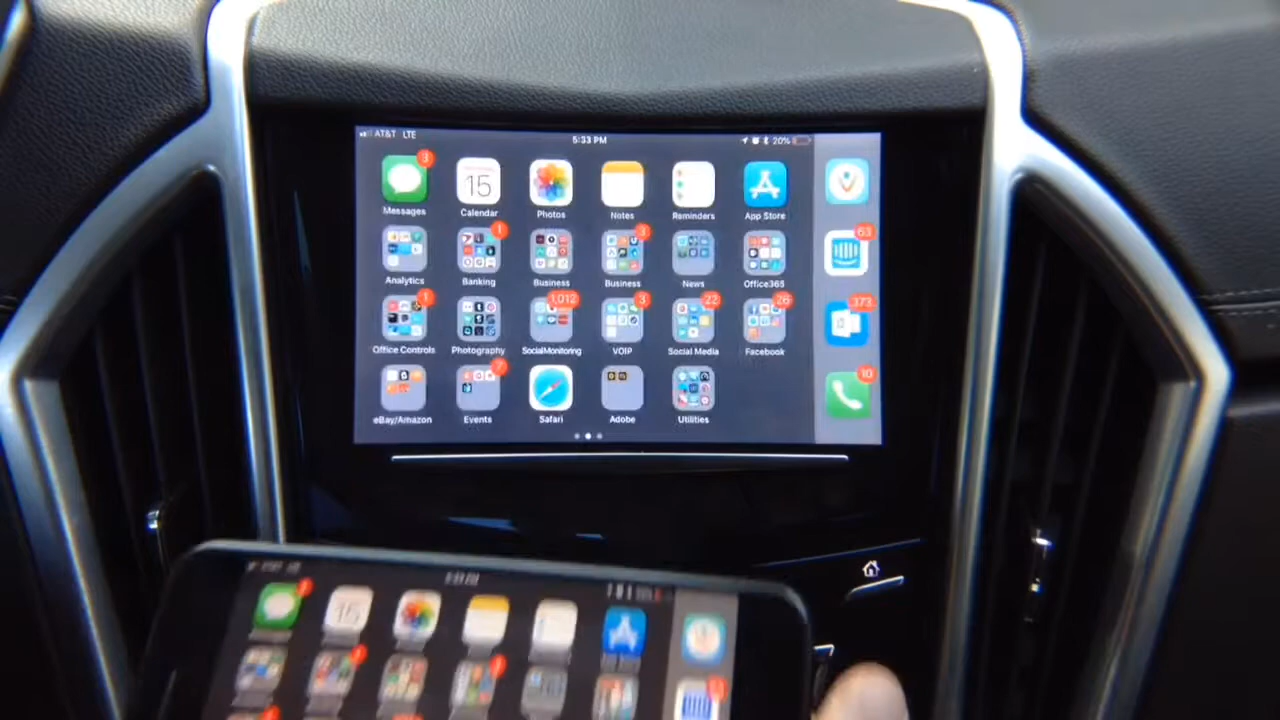 AT&T LTE 5:33 PM 20%
3
15
Messages Calendar Photos Notes Reminders App Store
1 3 63
Analytics Banking Business Business News Office365
1 1,012 3 22 26 373
Office Controls Photography SocialMonitoring VOIP Social Media Facebook
7 10
eBay/Amazon Events Safari Adobe Utilities
15